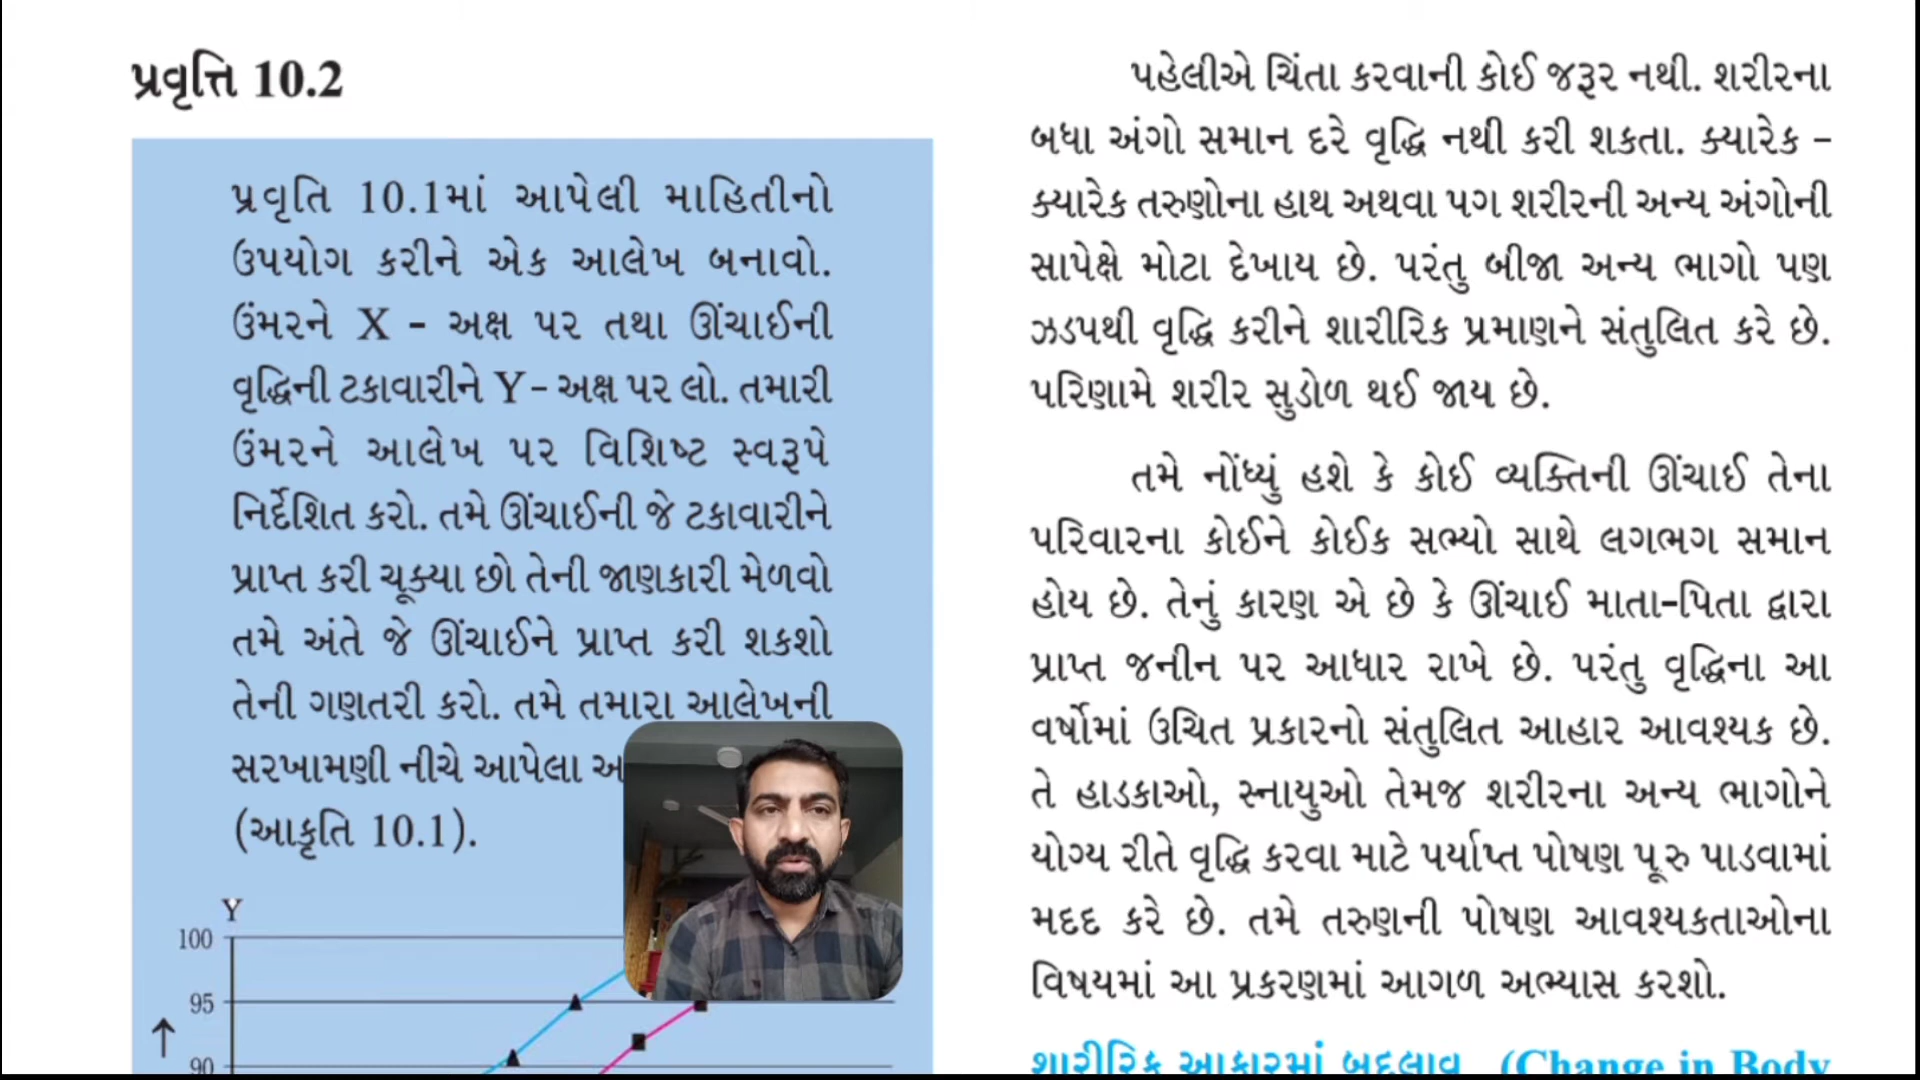 પ્રવૃત્તિ 10.2
પ્રવૃતિ 10.1માં આપેલી માહિતીનો
ઉપયોગ કરીને એક આલેખ બનાવો.
ઉંમરને X - અક્ષ પર તથા ઊંચાઈની
વૃદ્ધિની ટકાવારીને Y - અક્ષ પર લો. તમારી
ઉંમરને આલેખ પર વિશિષ્ટ સ્વરૂપે
નિર્દેશિત કરો. તમે ઊંચાઈની જે ટકાવારીને
પ્રાપ્ત કરી ચૂક્યા છો તેની જાણકારી મેળવો
તમે અંતે જે ઊંચાઈને પ્રાપ્ત કરી શકશો
તેની ગણતરી કરો. તમે તમારા આલેખની
સરખામણી નીચે આપેલા
(આકૃતિ 10.1).
Y
100
95
90
પહેલીએ ચિંતા કરવાની કોઈ જરૂર નથી. શરીરના
બધા અંગો સમાન દરે વૃદ્ધિ નથી કરી શકતા. ક્યારેક –
ક્યારેક તરુણોના હાથ અથવા પગ શરીરની અન્ય અંગોની
સાપેક્ષે મોટા દેખાય છે. પરંતુ બીજા અન્ય ભાગો પણ
ઝડપથી વૃદ્ધિ કરીને શારીરિક પ્રમાણને સંતુલિત કરે છે.
પરિણામે શરીર સુડોળ થઈ જાય છે.
તમે નોંધ્યું હશે કે કોઈ વ્યક્તિની ઊંચાઈ તેના
પરિવારના કોઈને કોઈક સભ્યો સાથે લગભગ સમાન
હોય છે. તેનું કારણ એ છે કે ઊંચાઈ માતા-પિતા દ્વારા
પ્રાપ્ત જનીન પર આધાર રાખે છે. પરંતુ વૃદ્ધિના આ
વર્ષોમાં ઉચિત પ્રકારનો સંતુલિત આહાર આવશ્યક છે.
તે હાડકાઓ, સ્નાયુઓ તેમજ શરીરના અન્ય ભાગોને
યોગ્ય રીતે વૃદ્ધિ કરવા માટે પર્યાપ્ત પોષણ પૂરુ પાડવામાં
મદદ કરે છે. તમે તરુણની પોષણ આવશ્યકતાઓના
વિષયમાં આ પ્રકરણમાં આગળ અભ્યાસ કરશો.
શારીરિક આકારમાં બદલાવ (Change in Body